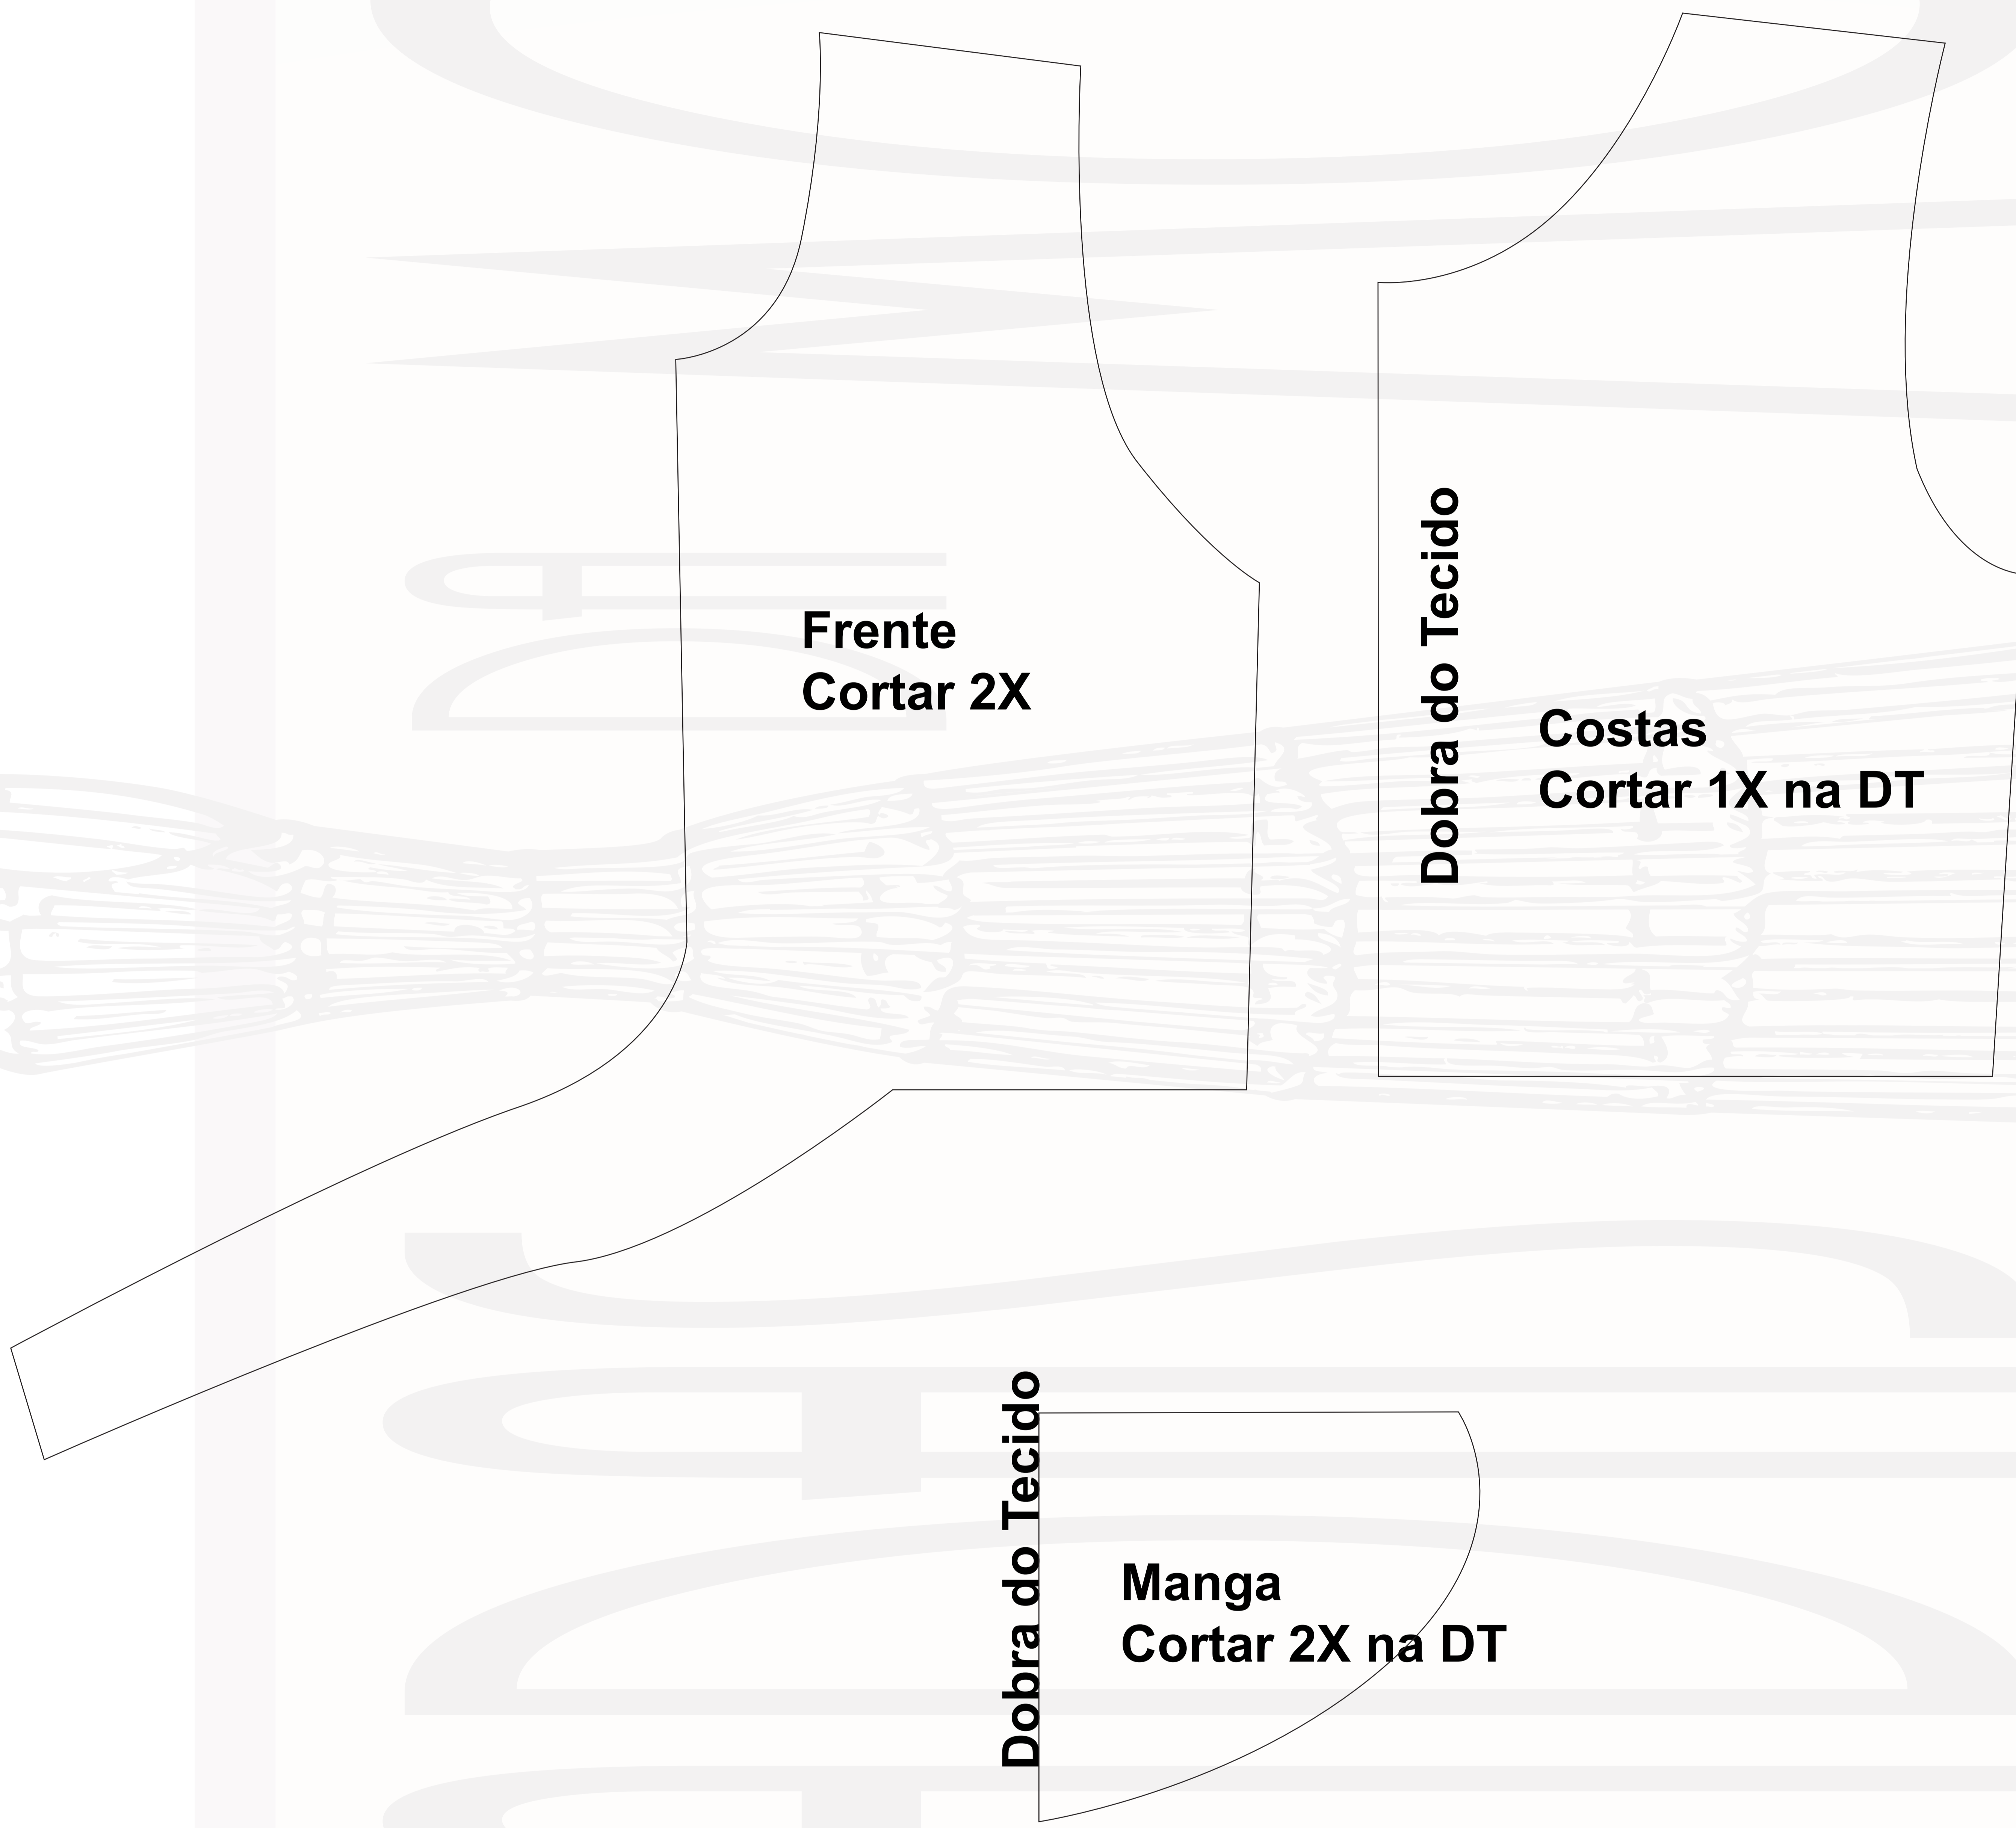 Frente
Cortar 2X
Dobra do Tecido
Costas
Cortar 1X na DT
Dobra do Tecido
Manga
Cortar 2X na DT